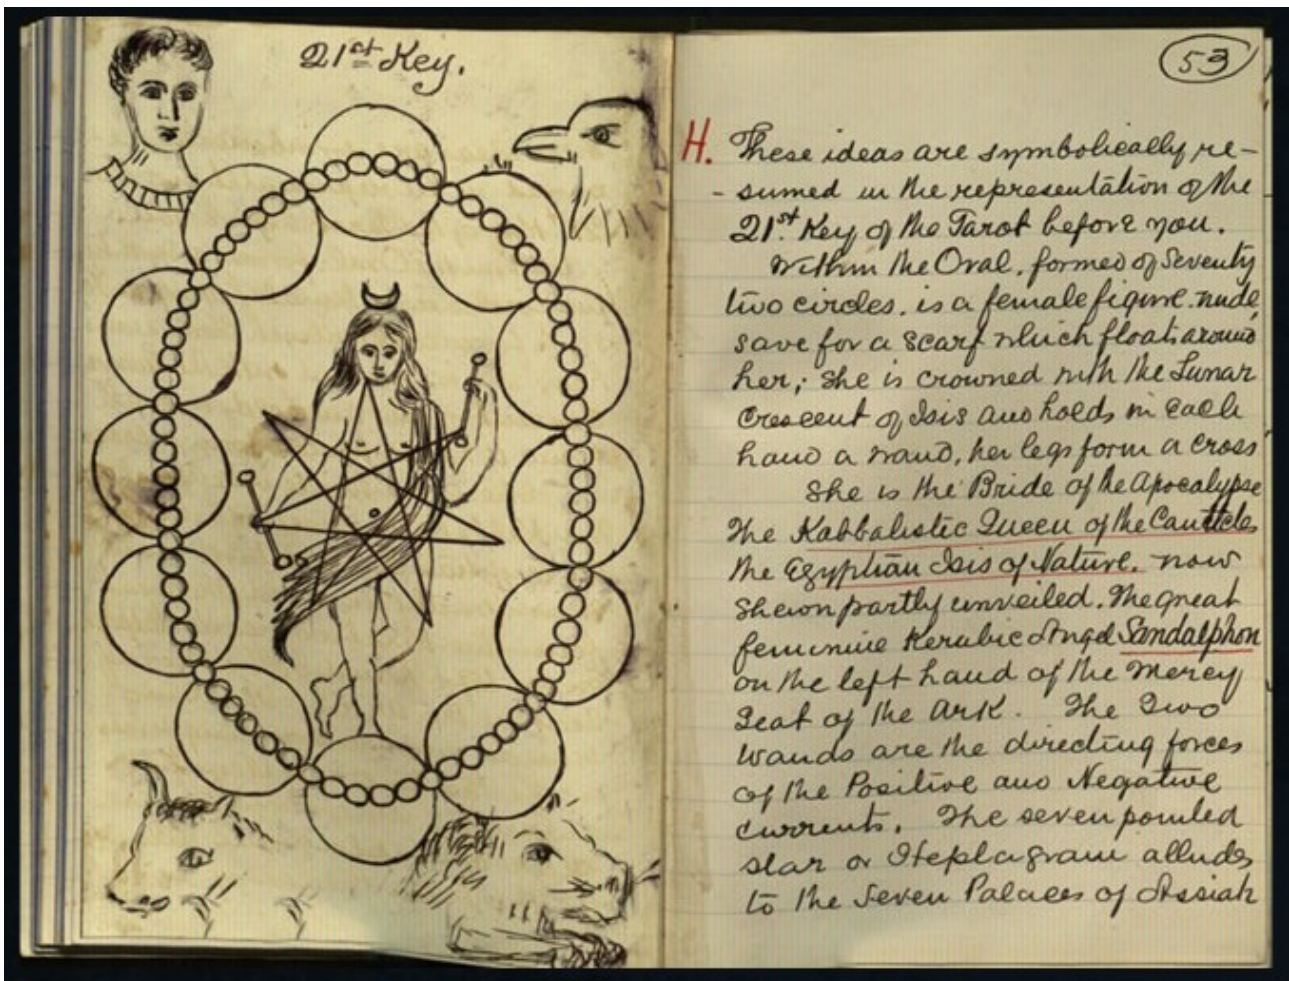 21st Key.
53
H. These ideas are symbolically re-
- sumed in the representation of the
21st Key of the Tarot before you.
Within the Oval, formed of Seventy
two circles, is a female figure, nude,
save for a scarf which floats around
her; She is crowned with the Lunar
Crescent of Isis and holds in each
hand a wand, her legs form a cross
She is the Bride of the Apocalypse
The Kabbalistic Queen of the Canticles
the Egyptian Isis of Nature, now
shewn partly unveiled. The great
feminine Kerubic Angel Sandalphon
on the left hand of the Mercy
Seat of the Ark. The Two
Wands are the directing forces
of the Positive and Negative
currents. The seven pointed
star or Heptagram alludes
to the Seven Palaces of Assiah